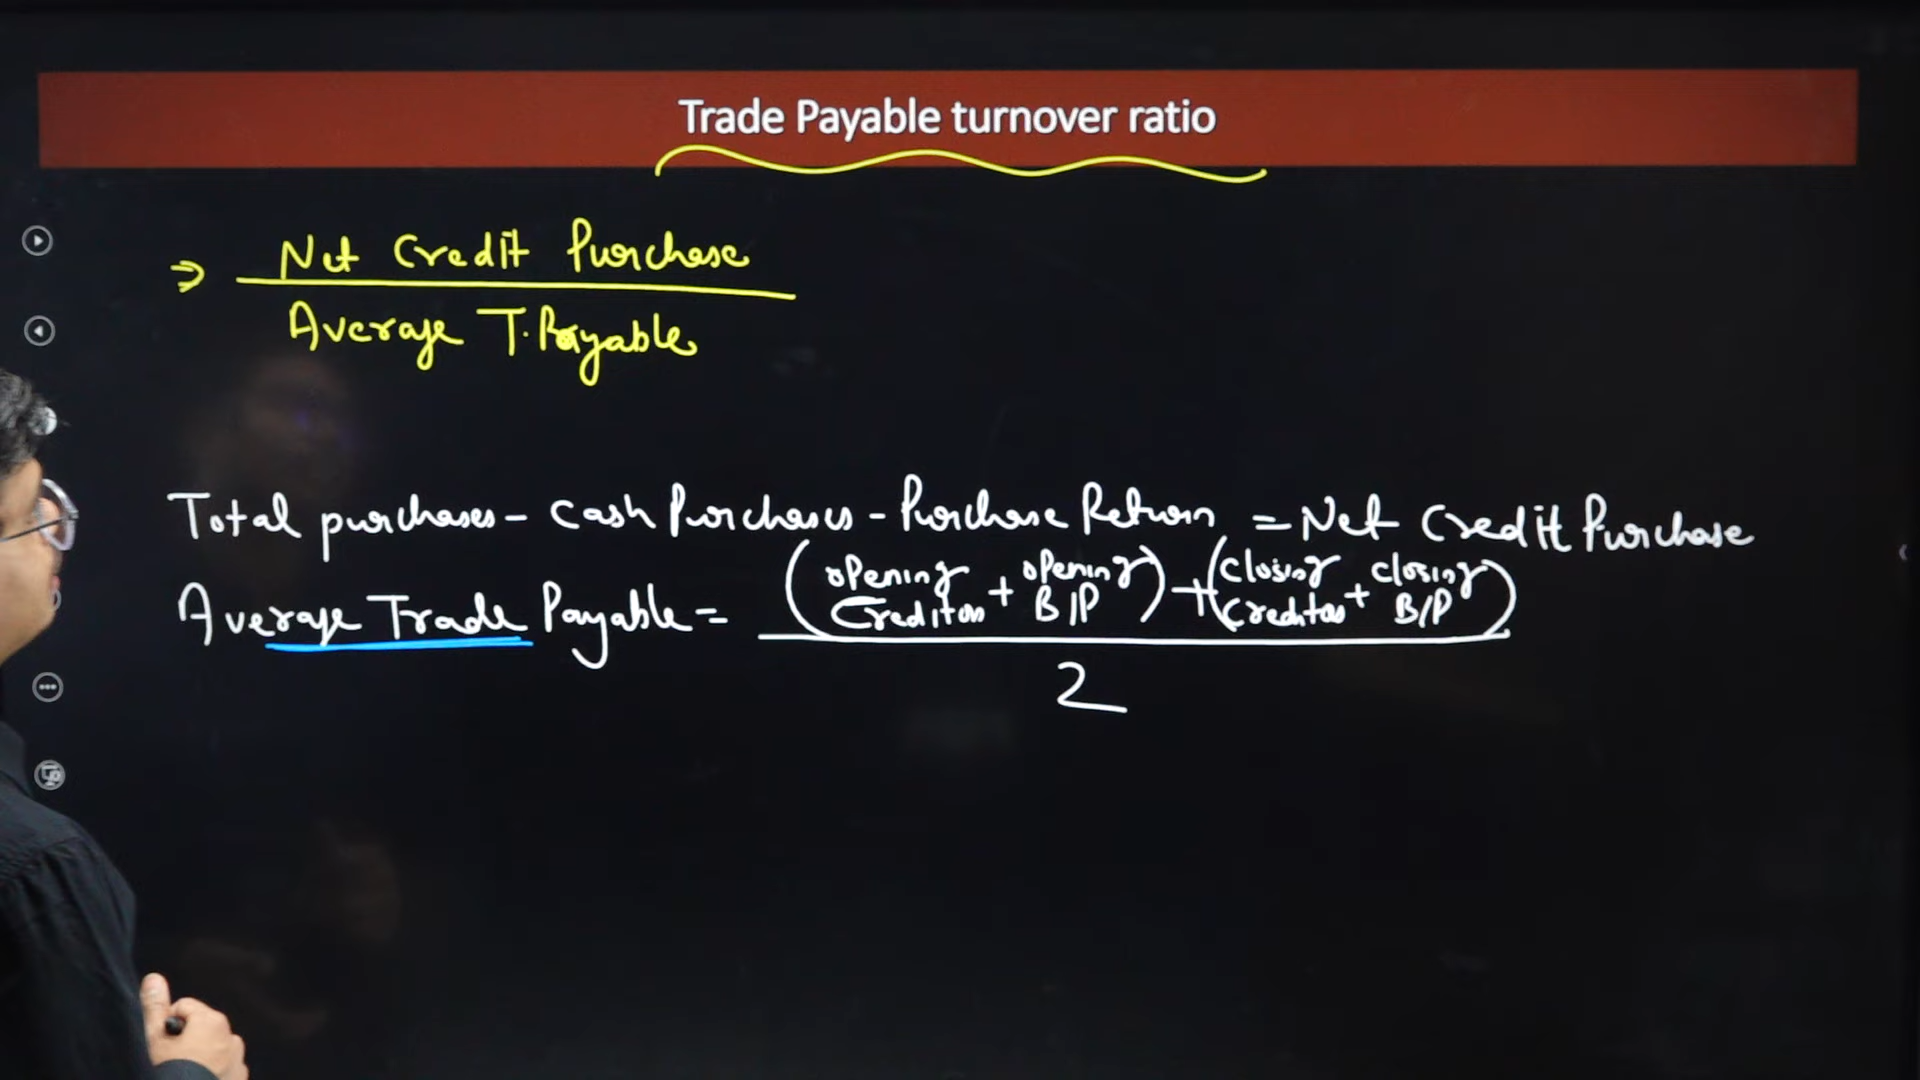 Trade Payable turnover ratio
⇒ Net Credit Purchase
Average T. Payable
Total purchases - Cash Purchases - Purchase Return = Net Credit Purchase
Average Trade Payable = (opening Creditors + opening B/P) + (closing Creditors + closing B/P)
2